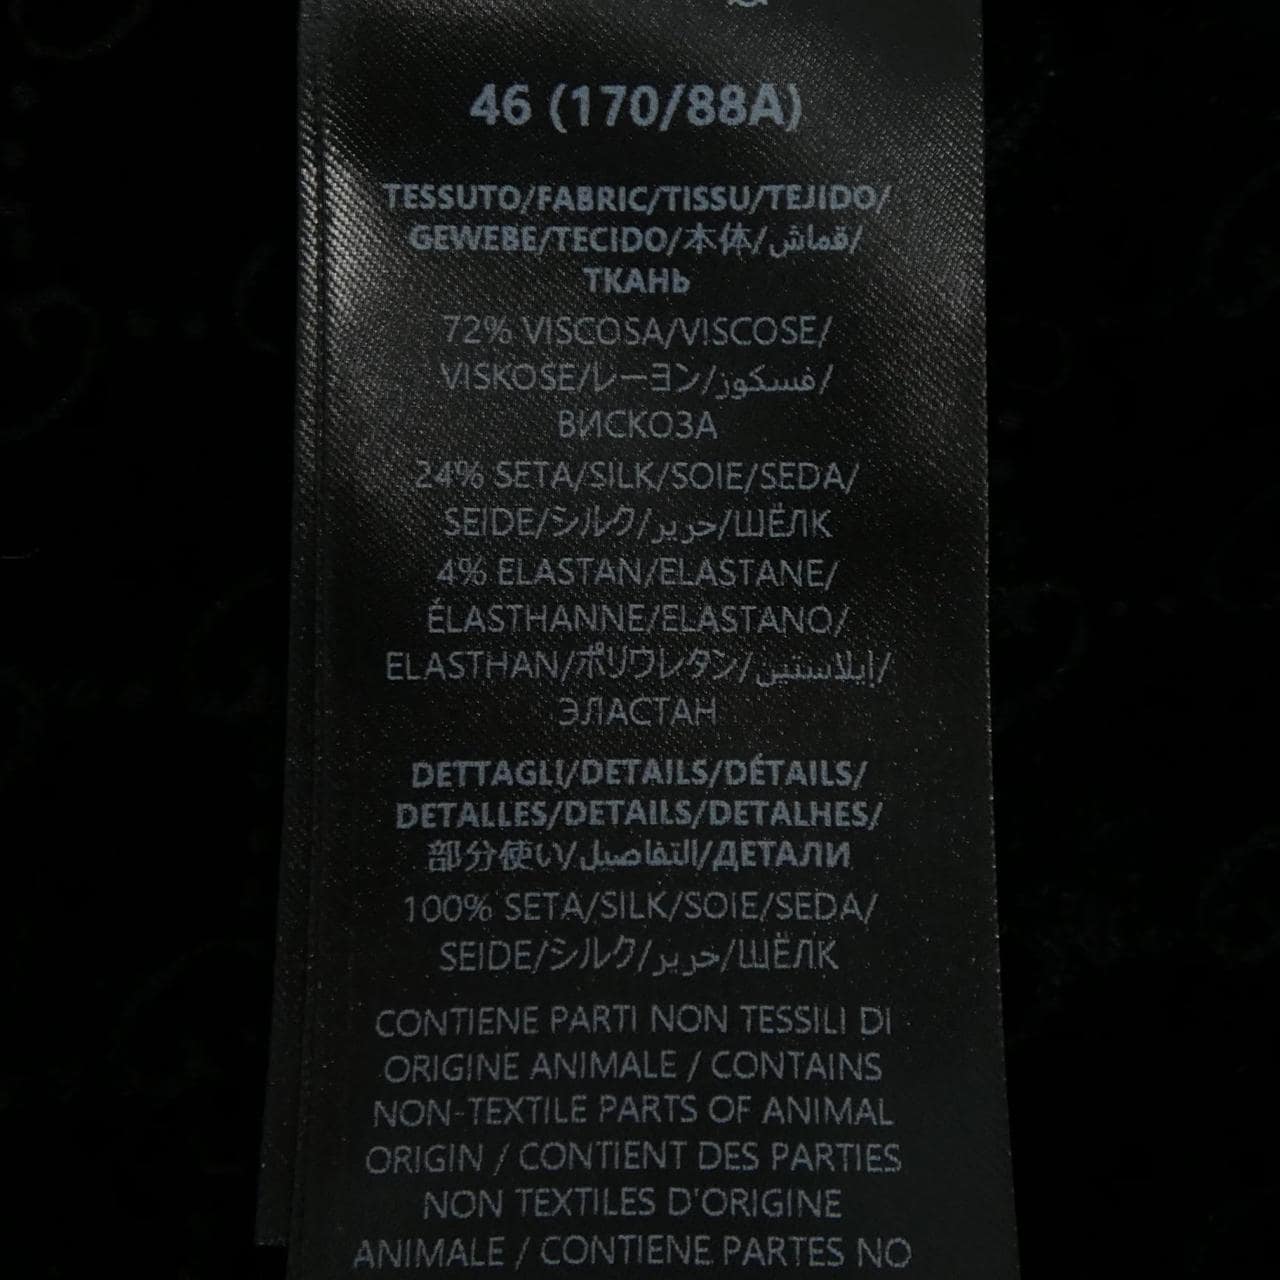 46 (170/88A)
TESSUTO/FABRIC/TISSU/TEJIDO/
GEWEBE/TECIDO/本体/قماش/
ТКАНЬ
72% VISCOSA/VISCOSE/
VISKOSE/レーヨン/فسكوز/
ВИСКОЗА
24% SETA/SILK/SOIE/SEDA/
SEIDE/シルク/حرير/ШЁЛК
4% ELASTAN/ELASTANE/
ÉLASTHANNE/ELASTANO/
ELASTHAN/ポリウレタン/إيلاستين/
ЭЛАСТАН
DETTAGLI/DETAILS/DÉTAILS/
DETALLES/DETAILS/DETALHES/
部分使い/التفاصيل/ДЕТАЛИ
100% SETA/SILK/SOIE/SEDA/
SEIDE/シルク/حرير/ШЁЛК
CONTIENE PARTI NON TESSILI DI
ORIGINE ANIMALE / CONTAINS
NON-TEXTILE PARTS OF ANIMAL
ORIGIN / CONTIENT DES PARTIES
NON TEXTILES D'ORIGINE
ANIMALE / CONTIENE PARTES NO